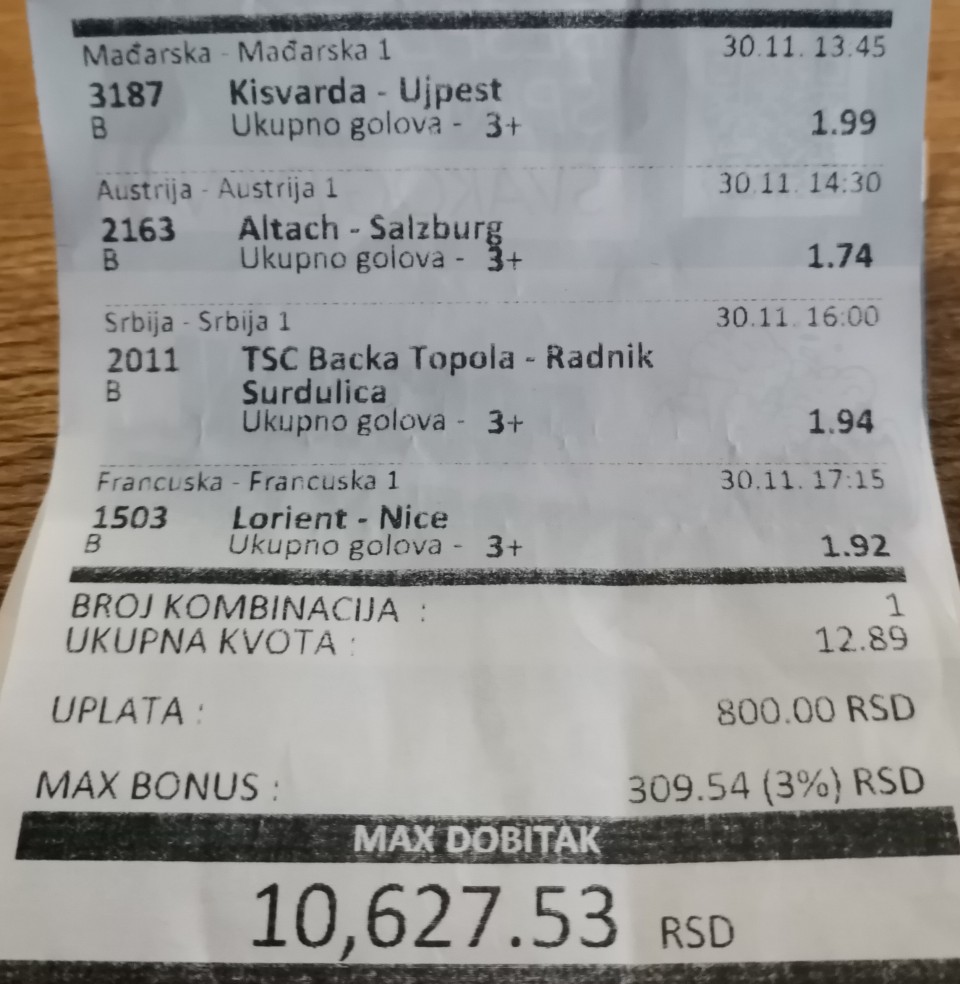 Mađarska - Mađarska 1 30.11. 13:45
3187 Kisvarda - Ujpest
B Ukupno golova - 3+ 1.99
Austrija - Austrija 1 30.11. 14:30
2163 Altach - Salzburg
B Ukupno golova - 3+ 1.74
Srbija - Srbija 1 30.11. 16:00
2011 TSC Backa Topola - Radnik
B Surdulica
Ukupno golova - 3+ 1.94
Francuska - Francuska 1 30.11. 17:15
1503 Lorient - Nice
B Ukupno golova - 3+ 1.92
BROJ KOMBINACIJA : 1
UKUPNA KVOTA : 12.89
UPLATA : 800.00 RSD
MAX BONUS : 309.54 (3%) RSD
MAX DOBITAK
10,627.53 RSD